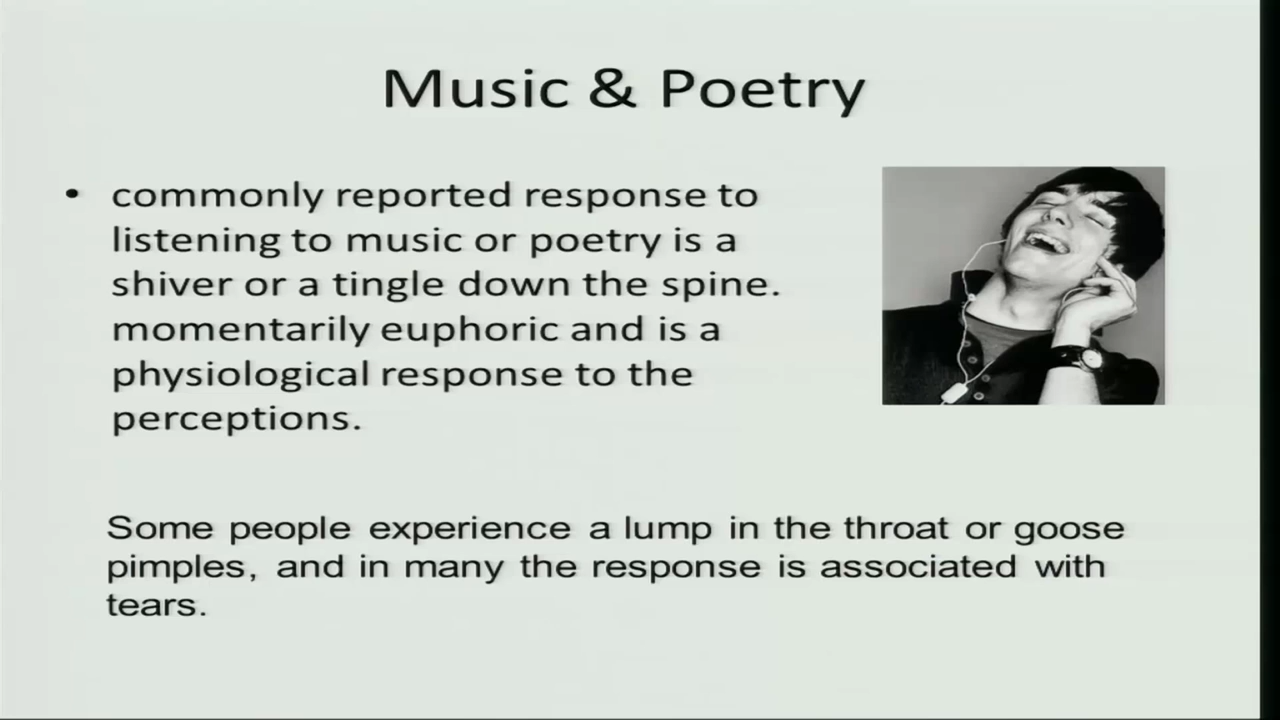 Music & Poetry
• commonly reported response to
listening to music or poetry is a
shiver or a tingle down the spine.
momentarily euphoric and is a
physiological response to the
perceptions.
Some people experience a lump in the throat or goose
pimples, and in many the response is associated with
tears.